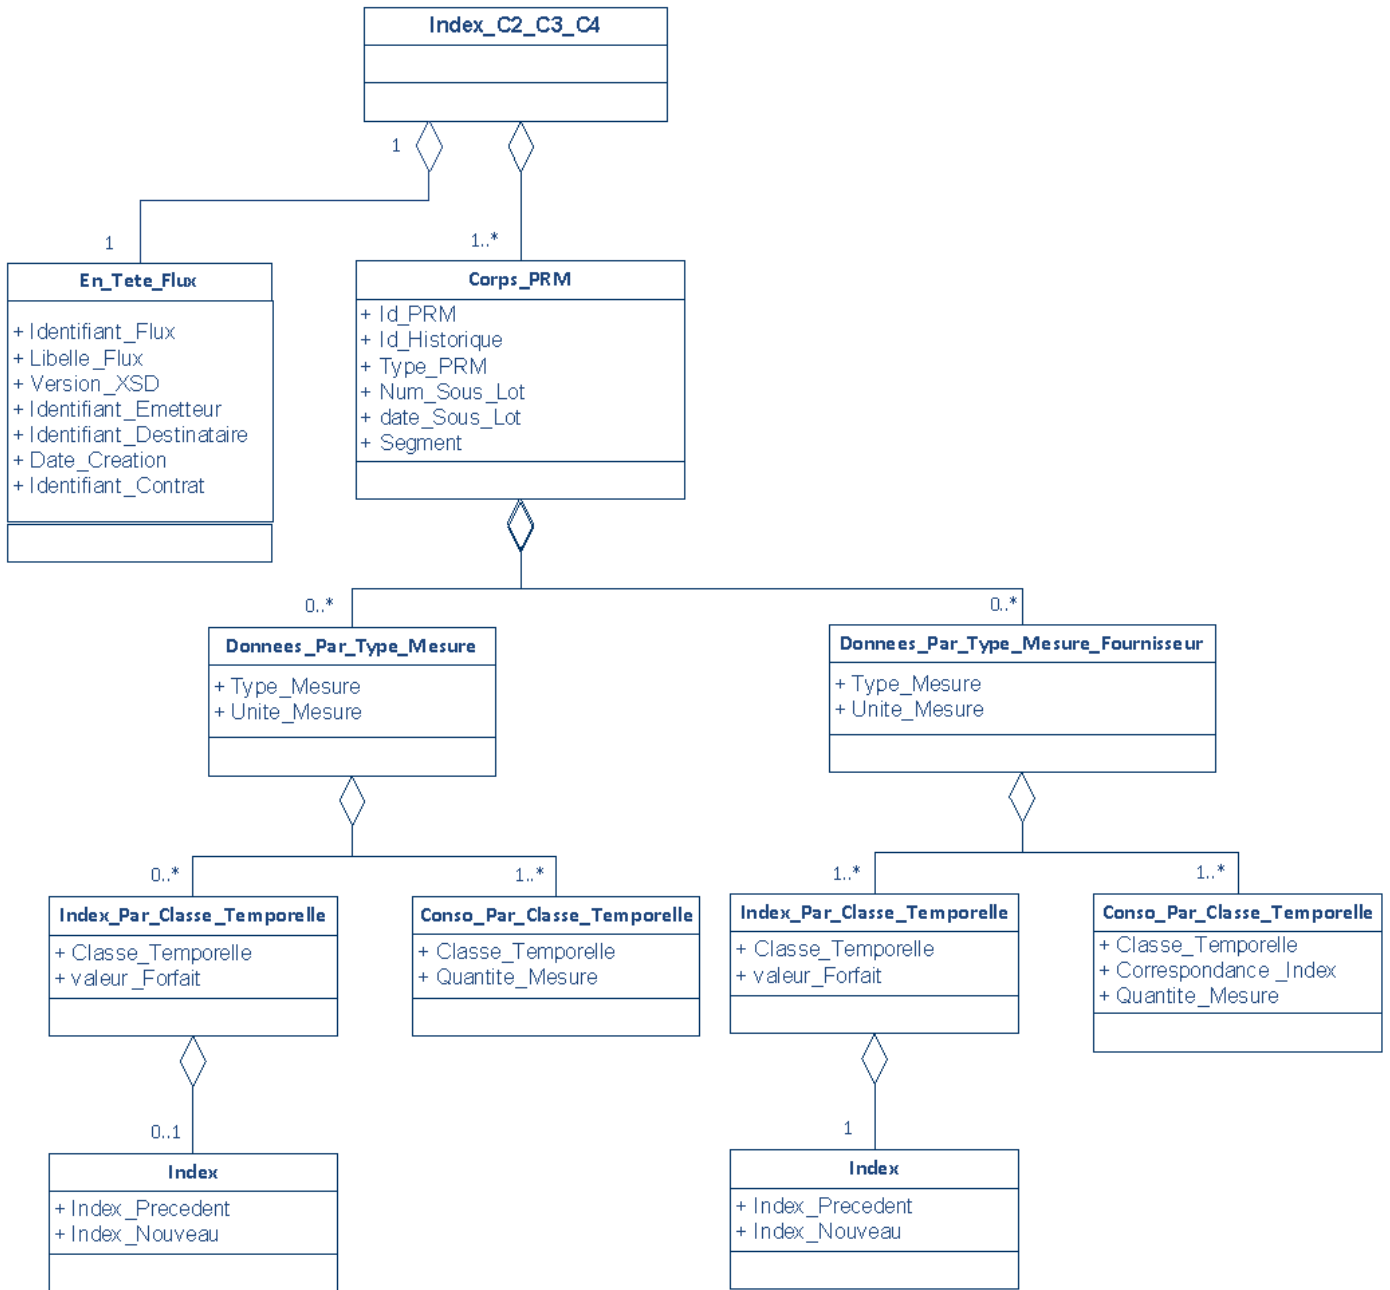 Index_C2_C3_C4
1
1
1..*
En_Tete_Flux
+ Identifiant_Flux
+ Libelle_Flux
+ Version_XSD
+ Identifiant_Emetteur
+ Identifiant_Destinataire
+ Date_Creation
+ Identifiant_Contrat
Corps_PRM
+ Id_PRM
+ Id_Historique
+ Type_PRM
+ Num_Sous_Lot
+ date_Sous_Lot
+ Segment
0..*
0..*
Donnees_Par_Type_Mesure
+ Type_Mesure
+ Unite_Mesure
Donnees_Par_Type_Mesure_Fournisseur
+ Type_Mesure
+ Unite_Mesure
0..*
1..*
1..*
1..*
Index_Par_Classe_Temporelle
+ Classe_Temporelle
+ valeur_Forfait
Conso_Par_Classe_Temporelle
+ Classe_Temporelle
+ Quantite_Mesure
Index_Par_Classe_Temporelle
+ Classe_Temporelle
+ valeur_Forfait
Conso_Par_Classe_Temporelle
+ Classe_Temporelle
+ Correspondance _Index
+ Quantite_Mesure
0..1
1
Index
+ Index_Precedent
+ Index_Nouveau
Index
+ Index_Precedent
+ Index_Nouveau